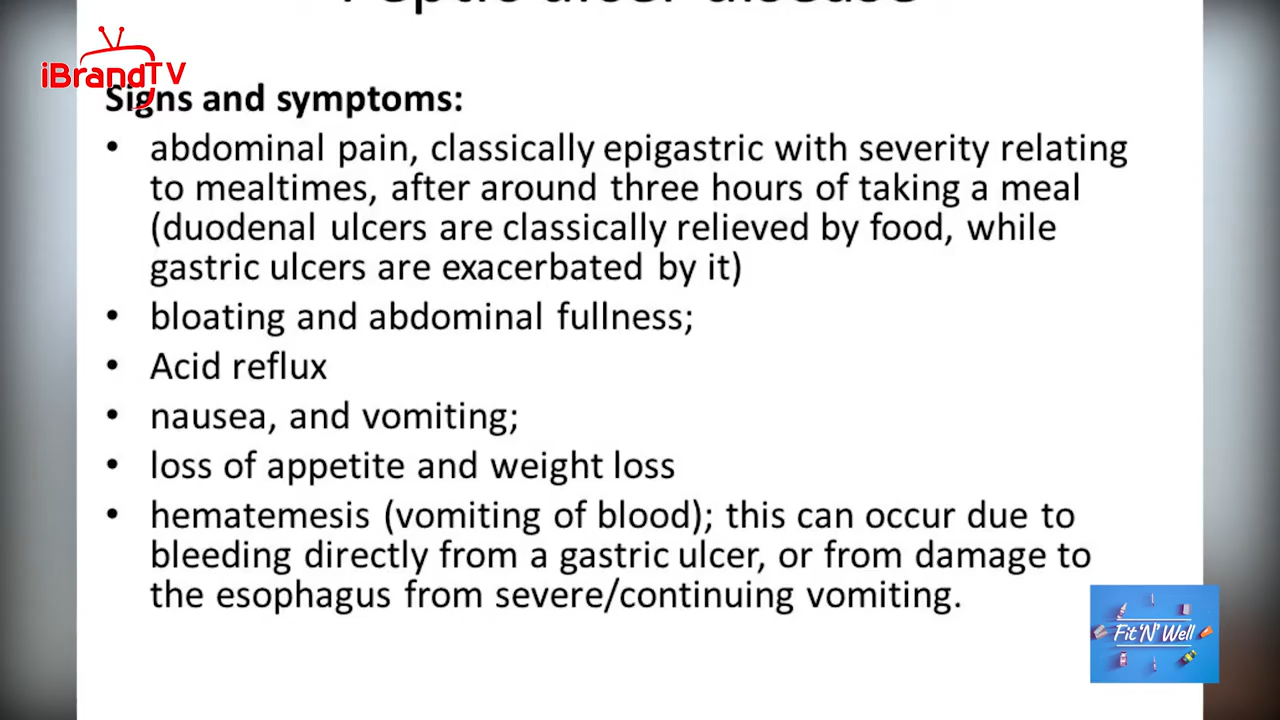 Peptic ulcer disease
iBrandTV
Signs and symptoms:
• abdominal pain, classically epigastric with severity relating
to mealtimes, after around three hours of taking a meal
(duodenal ulcers are classically relieved by food, while
gastric ulcers are exacerbated by it)
• bloating and abdominal fullness;
• Acid reflux
• nausea, and vomiting;
• loss of appetite and weight loss
• hematemesis (vomiting of blood); this can occur due to
bleeding directly from a gastric ulcer, or from damage to
the esophagus from severe/continuing vomiting.
Fit 'N' Well